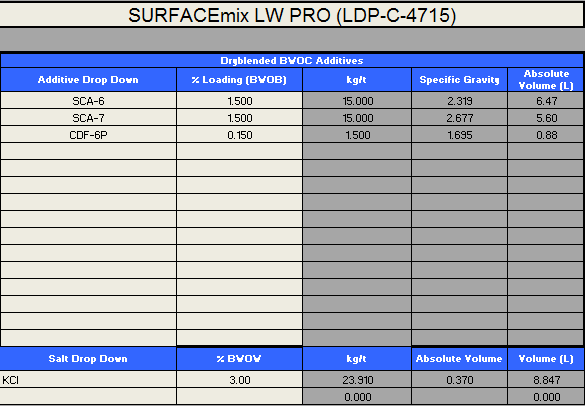 SURFACEmix LW PRO (LDP-C-4715)
Dryblended BWOC Additives
Additive Drop Down % Loading (BWOB) kg/t Specific Gravity Absolute Volume (L)
SCA-6 1.500 15.000 2.319 6.47
SCA-7 1.500 15.000 2.677 5.60
CDF-6P 0.150 1.500 1.695 0.88
Salt Drop Down % BWOW kg/t Absolute Volume Volume (L)
KCl 3.00 23.910 0.370 8.847
0.000 0.000